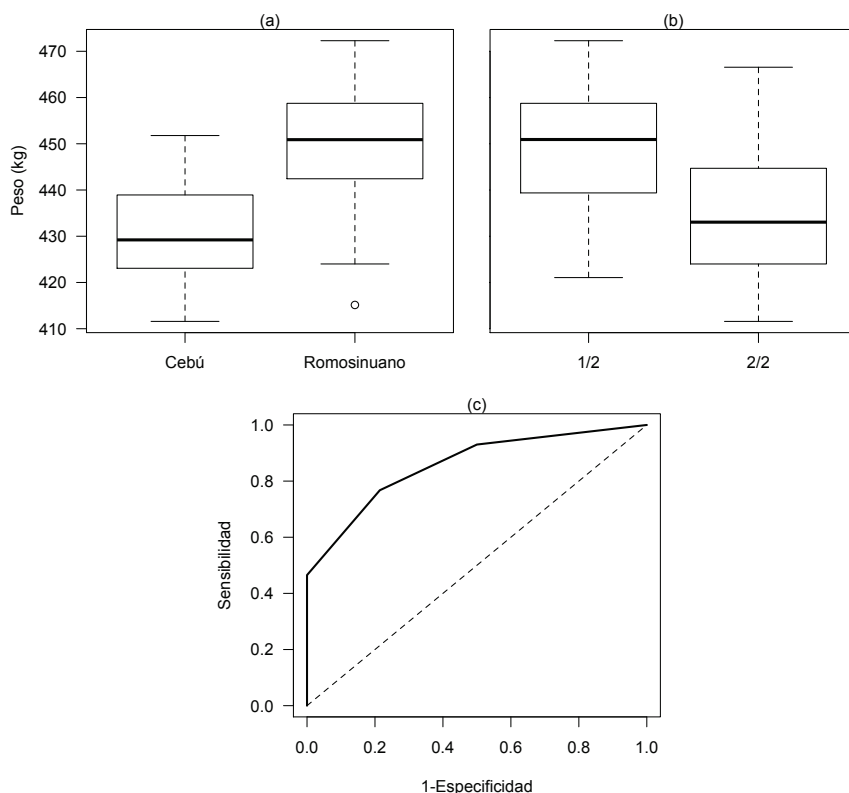 (a)
(b)
Peso (kg)
470
460
450
440
430
420
410
Cebú
Romosinuano
1/2
2/2
(c)
Sensibilidad
1.0
0.8
0.6
0.4
0.2
0.0
0.0
0.2
0.4
0.6
0.8
1.0
1-Especificidad